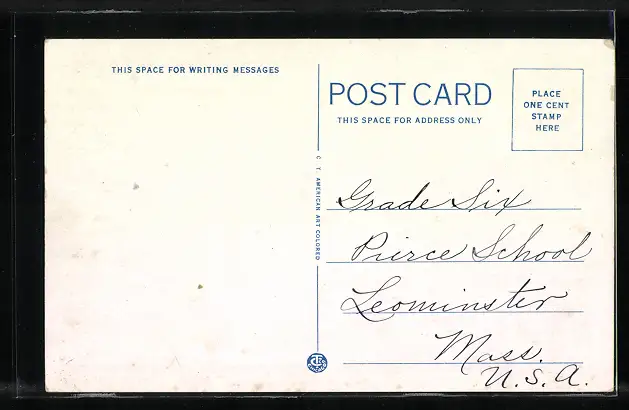 THIS SPACE FOR WRITING MESSAGES
POST CARD
THIS SPACE FOR ADDRESS ONLY
PLACE
ONE CENT
STAMP
HERE
C. T. AMERICAN ART COLORED
Grade Six
Pierce School
Leominster
Mass.
U.S.A.